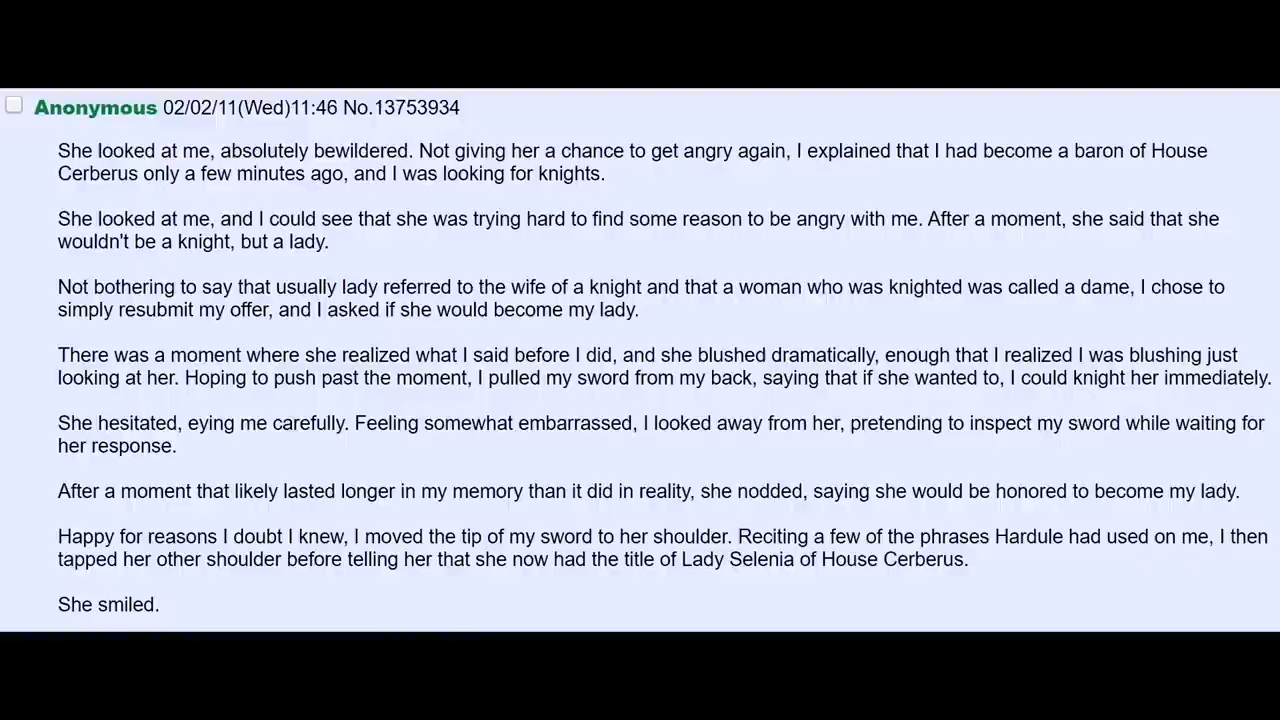 Anonymous 02/02/11(Wed)11:46 No.13753934
She looked at me, absolutely bewildered. Not giving her a chance to get angry again, I explained that I had become a baron of House
Cerberus only a few minutes ago, and I was looking for knights.
She looked at me, and I could see that she was trying hard to find some reason to be angry with me. After a moment, she said that she
wouldn't be a knight, but a lady.
Not bothering to say that usually lady referred to the wife of a knight and that a woman who was knighted was called a dame, I chose to
simply resubmit my offer, and I asked if she would become my lady.
There was a moment where she realized what I said before I did, and she blushed dramatically, enough that I realized I was blushing just
looking at her. Hoping to push past the moment, I pulled my sword from my back, saying that if she wanted to, I could knight her immediately.
She hesitated, eying me carefully. Feeling somewhat embarrassed, I looked away from her, pretending to inspect my sword while waiting for
her response.
After a moment that likely lasted longer in my memory than it did in reality, she nodded, saying she would be honored to become my lady.
Happy for reasons I doubt I knew, I moved the tip of my sword to her shoulder. Reciting a few of the phrases Hardule had used on me, I then
tapped her other shoulder before telling her that she now had the title of Lady Selenia of House Cerberus.
She smiled.